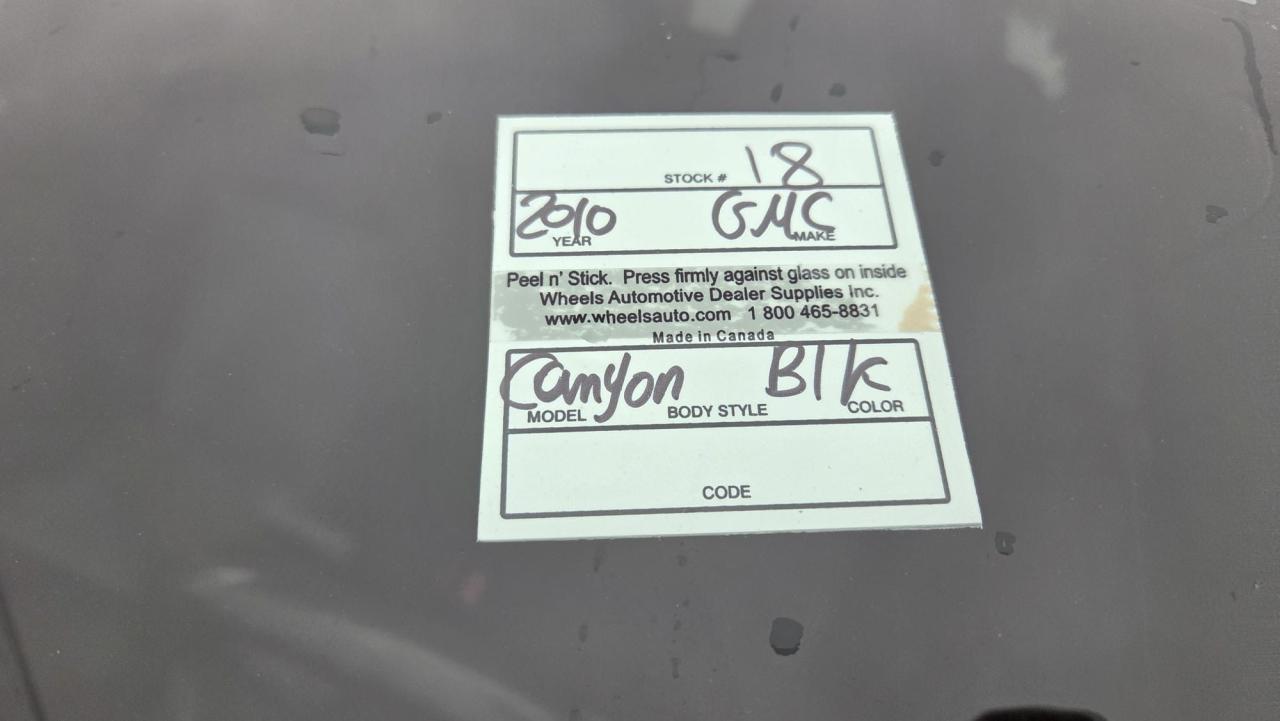 STOCK # 18
2010 GMC
YEAR MAKE
Peel n' Stick. Press firmly against glass on inside
Wheels Automotive Dealer Supplies Inc.
www.wheelsauto.com 1 800 465-8831
Made in Canada
Canyon Blk
MODEL BODY STYLE COLOR
CODE